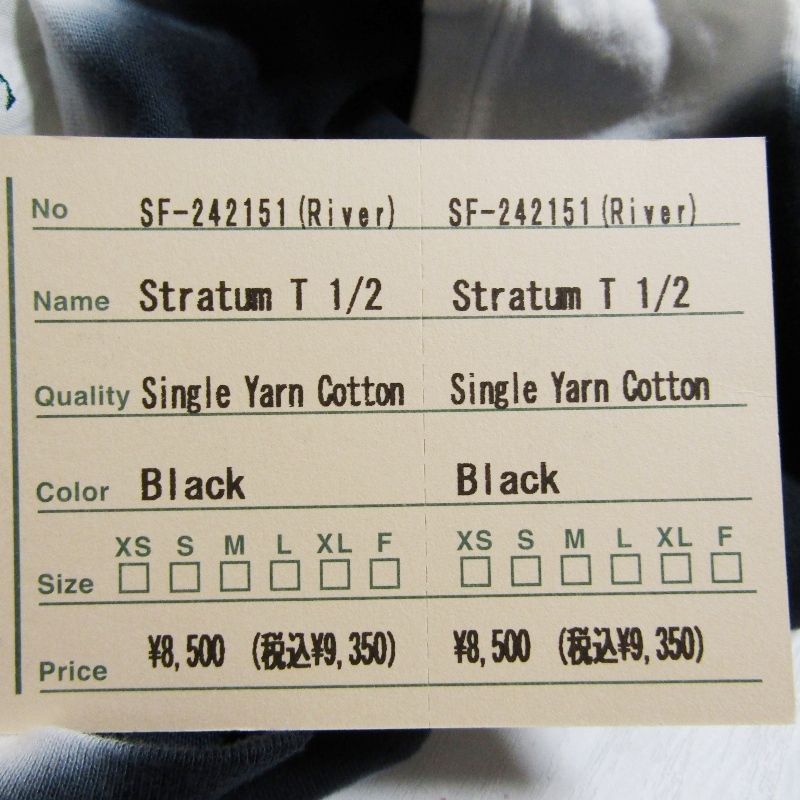 No SF-242151(River) SF-242151(River)
Name Stratum T 1/2 Stratum T 1/2
Quality Single Yarn Cotton Single Yarn Cotton
Color Black Black
XS S M L XL F XS S M L XL F
Size
Price ¥8,500 (税込¥9,350) ¥8,500 (税込¥9,350)